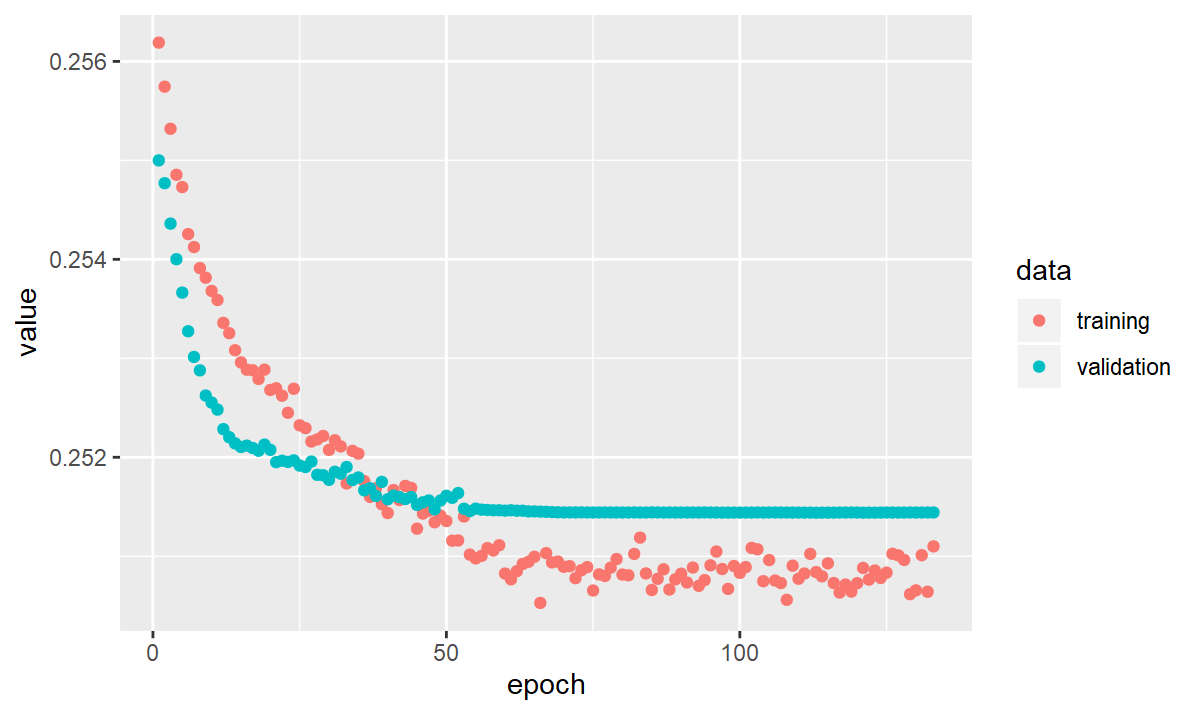 0.256
0.254
0.252
value
0
50
100
epoch
data
training
validation